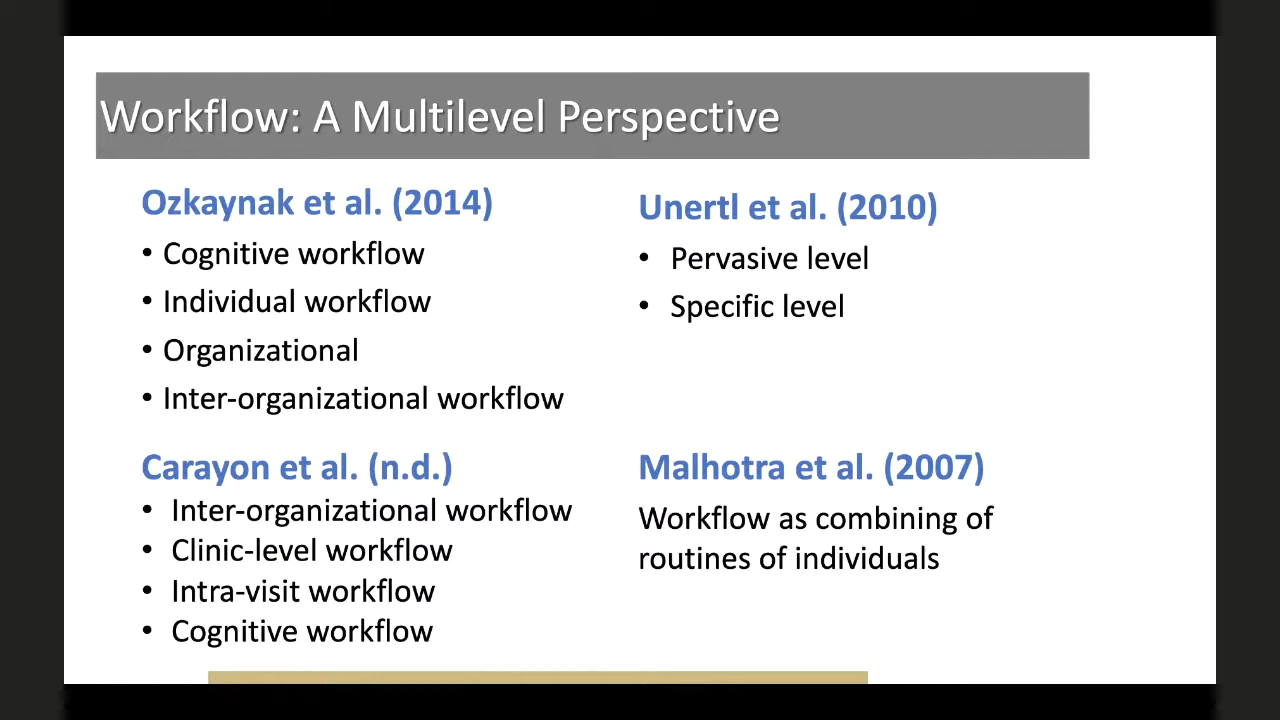 Workflow: A Multilevel Perspective
Ozkaynak et al. (2014)
• Cognitive workflow
• Individual workflow
• Organizational
• Inter-organizational workflow
Unertl et al. (2010)
• Pervasive level
• Specific level
Carayon et al. (n.d.)
• Inter-organizational workflow
• Clinic-level workflow
• Intra-visit workflow
• Cognitive workflow
Malhotra et al. (2007)
Workflow as combining of
routines of individuals